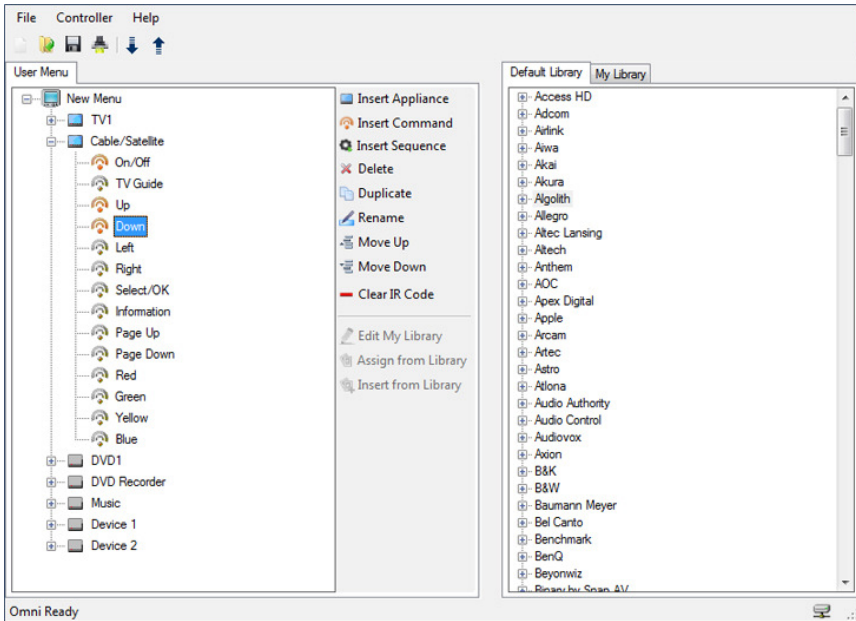 File Controller Help
User Menu
New Menu
TV1
Cable/Satellite
On/Off
TV Guide
Up
Down
Left
Right
Select/OK
Information
Page Up
Page Down
Red
Green
Yellow
Blue
DVD1
DVD Recorder
Music
Device 1
Device 2
Insert Appliance
Insert Command
Insert Sequence
Delete
Duplicate
Rename
Move Up
Move Down
Clear IR Code
Edit My Library
Assign from Library
Insert from Library
Default Library My Library
Access HD
Adcom
Airlink
Aiwa
Akai
Akura
Algolith
Allegro
Altec Lansing
Altech
Anthem
AOC
Apex Digital
Apple
Arcam
Artec
Astro
Atlona
Audio Authority
Audio Control
Audiovox
Axion
B&K
B&W
Baumann Meyer
Bel Canto
Benchmark
BenQ
Beyonwiz
Binary by Snap AV
Omni Ready